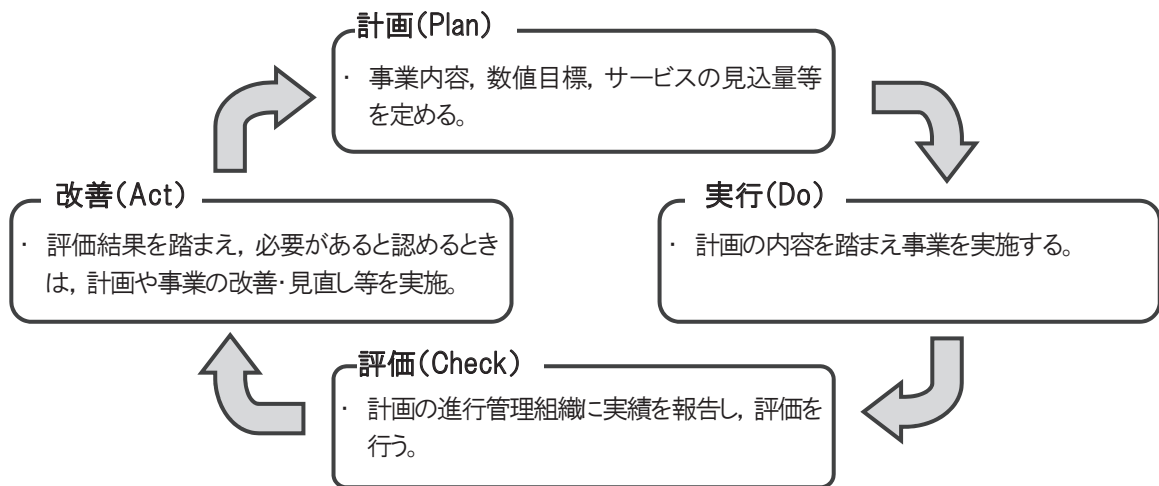 計画(Plan)
・ 事業内容，数値目標，サービスの見込量等
を定める。
改善(Act)
・ 評価結果を踏まえ，必要があると認めるとき
は，計画や事業の改善・見直し等を実施。
実行(Do)
・ 計画の内容を踏まえ事業を実施する。
評価(Check)
・ 計画の進行管理組織に実績を報告し，評価を
行う。